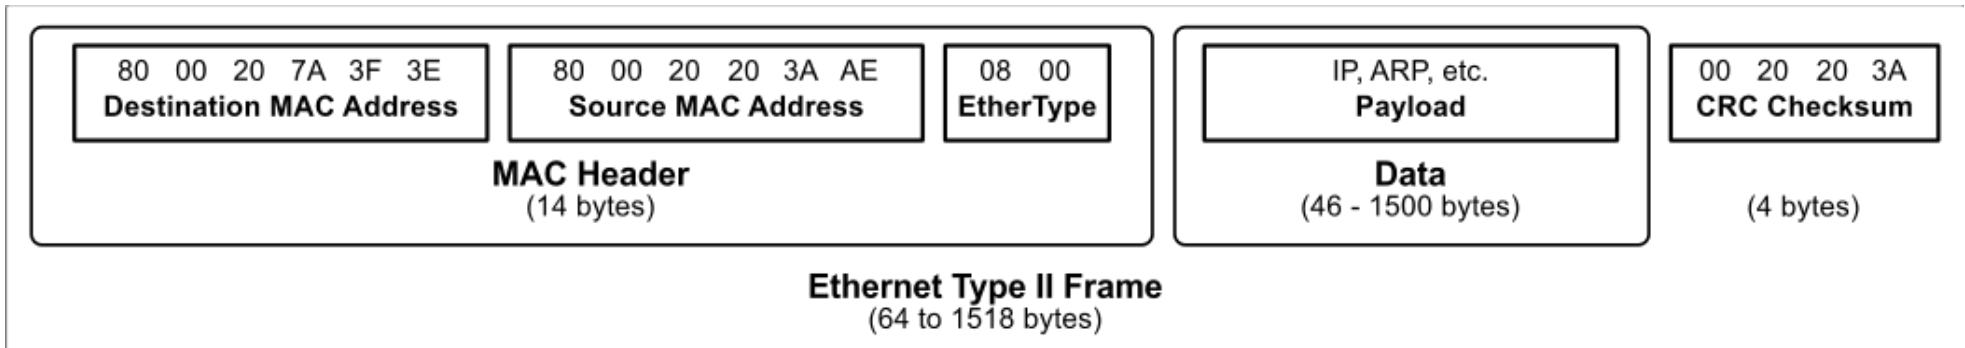 80 00 20 7A 3F 3E
Destination MAC Address
80 00 20 20 3A AE
Source MAC Address
08 00
EtherType
MAC Header
(14 bytes)
IP, ARP, etc.
Payload
Data
(46 - 1500 bytes)
00 20 20 3A
CRC Checksum
(4 bytes)
Ethernet Type II Frame
(64 to 1518 bytes)